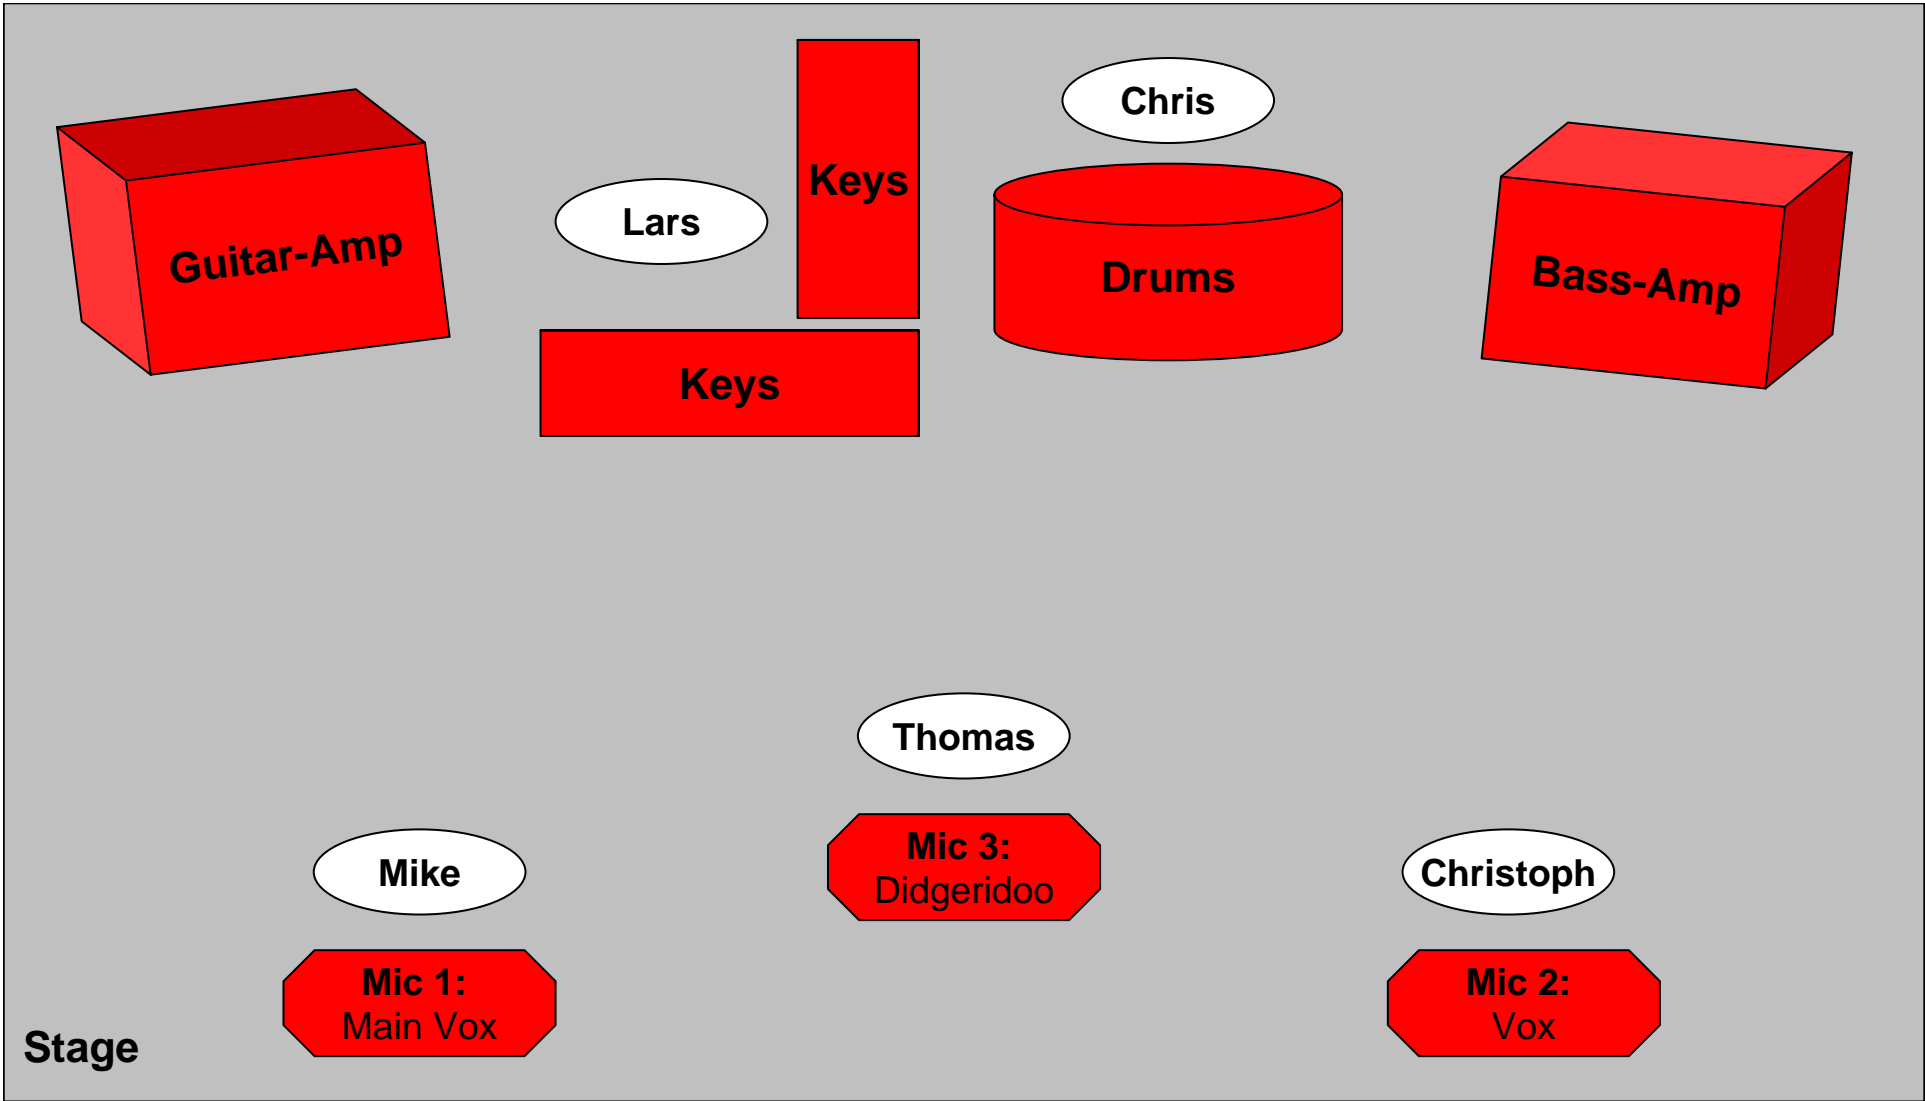 Chris
Keys
Lars
Guitar-Amp
Drums
Bass-Amp
Keys
Thomas
Mic 3:
Didgeridoo
Mike
Christoph
Mic 1:
Main Vox
Mic 2:
Vox
Stage